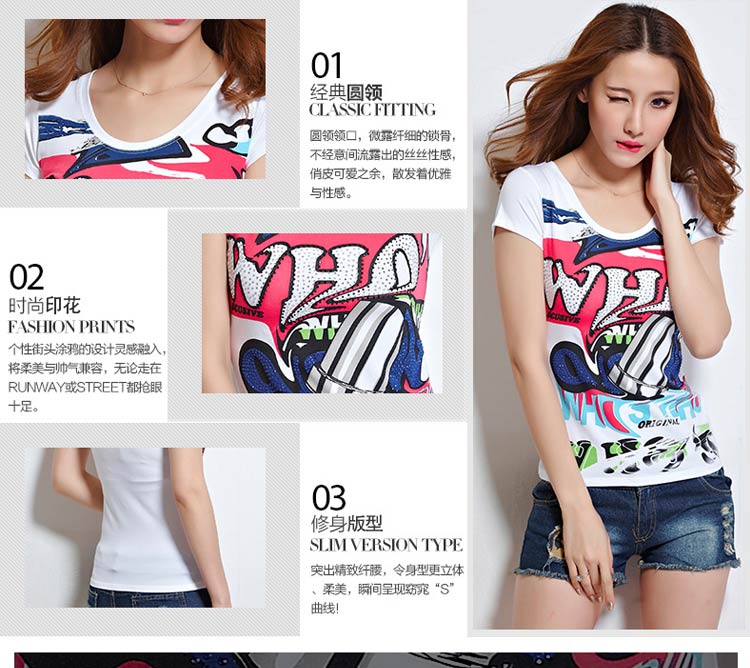 01
经典圆领
CLASSIC FITTING
圆领领口，微露纤细的锁骨，
不经意间流露出的丝丝性感，
俏皮可爱之余，散发着优雅
与性感。
02
时尚印花
FASHION PRINTS
个性街头涂鸦的设计灵感融入，
将柔美与帅气兼容，无论走在
RUNWAY或STREET都抢眼
十足。
WHO
WH
03
修身版型
SLIM VERSION TYPE
突出精致纤腰，令身型更立体
、柔美，瞬间呈现窈窕“S”
曲线！
WHO
WHO'S WHO
ORIGINAL